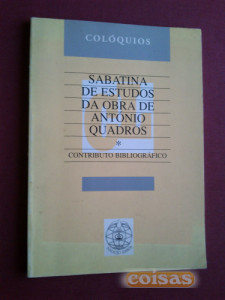 COLÓQUIOS
SABATINA
DE ESTUDOS
DA OBRA DE
ANTÓNIO
QUADROS
*
CONTRIBUTO BIBLIOGRÁFICO
coisas